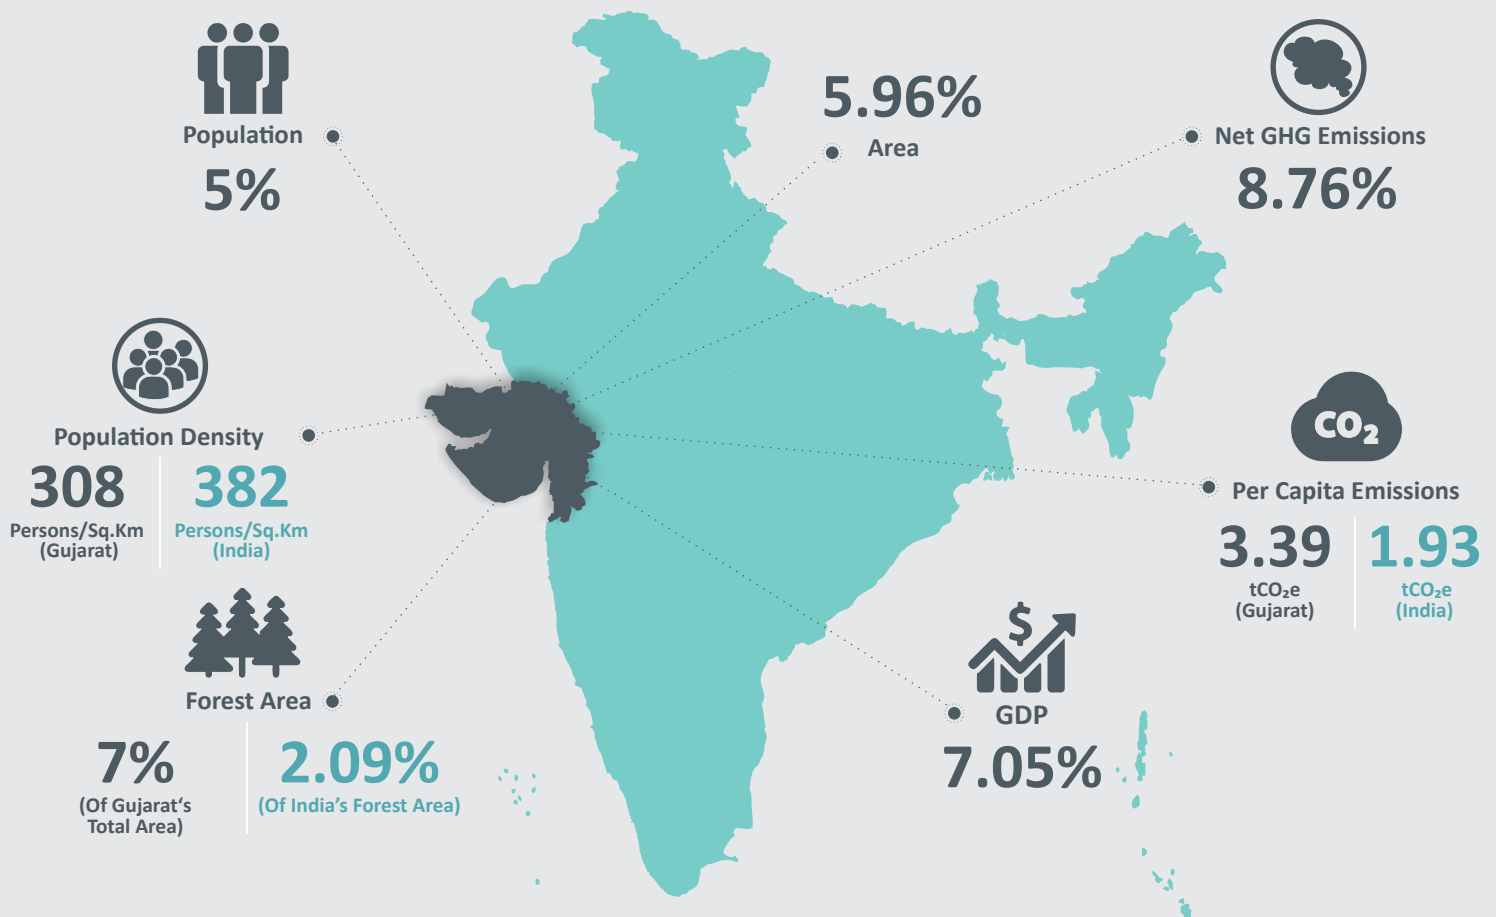 Population
5%
5.96%
Area
Net GHG Emissions
8.76%
Population Density
308
Persons/Sq.Km
(Gujarat)
382
Persons/Sq.Km
(India)
CO₂
Per Capita Emissions
3.39
tCO₂e
(Gujarat)
1.93
tCO₂e
(India)
Forest Area
7%
(Of Gujarat‘s
Total Area)
2.09%
(Of India’s Forest Area)
$
GDP
7.05%